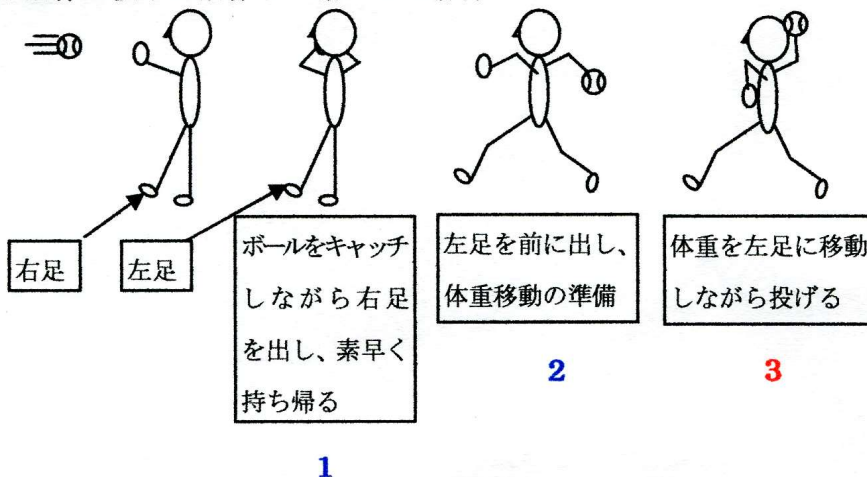 右足
左足
ボールをキャッチ
しながら右足
を出し、素早く
持ち帰る
1
左足を前に出し、
体重移動の準備
2
体重を左足に移動
しながら投げる
3